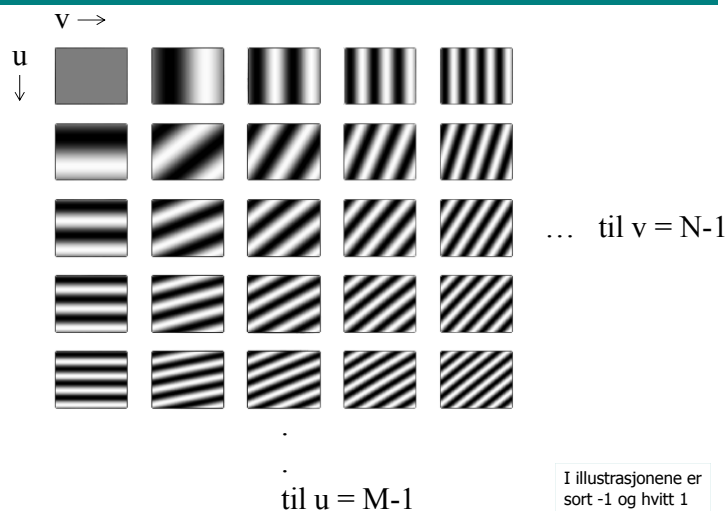 v →
u
↓
… til v = N-1
.
.
til u = M-1
I illustrasjonene er
sort -1 og hvitt 1